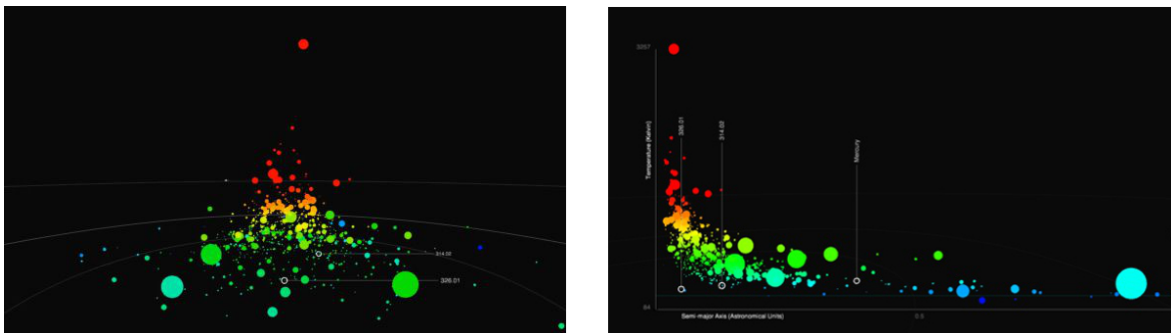 314.02
326.01
3257
Temperature (Kelvin)
326.01
314.02
Mercury
64
Semi-major Axis (Astronomical Units)
0.5